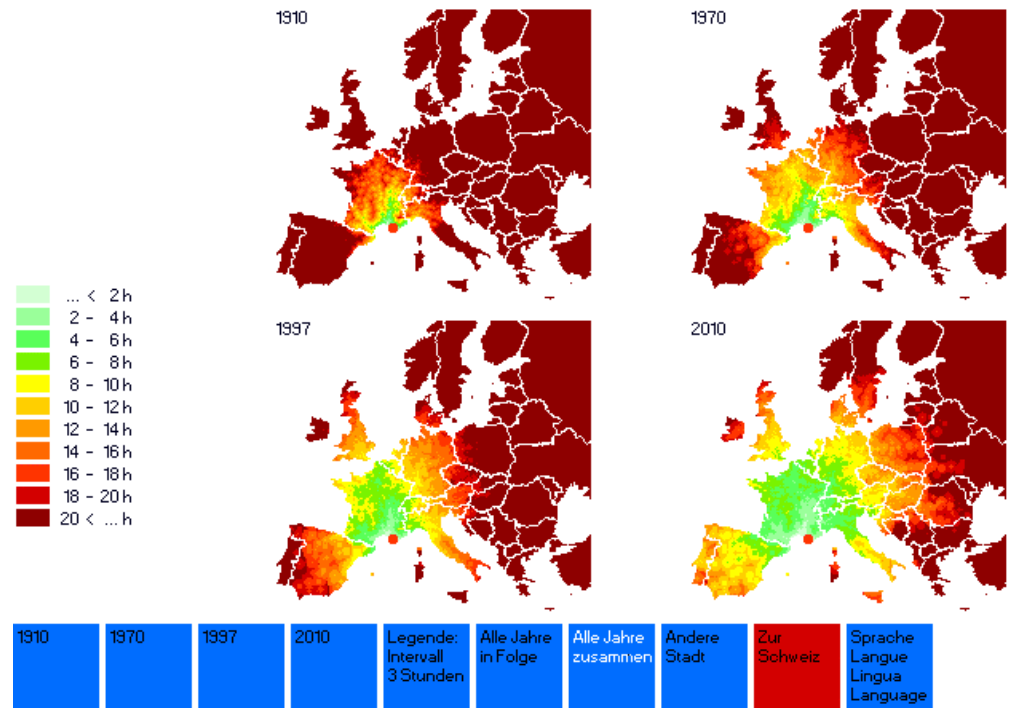 1910
1970
1997
2010
... < 2 h
2 - 4 h
4 - 6 h
6 - 8 h
8 - 10 h
10 - 12 h
12 - 14 h
14 - 16 h
16 - 18 h
18 - 20 h
20 < ... h
1910
1970
1997
2010
Legende:
Intervall
3 Stunden
Alle Jahre
in Folge
Alle Jahre
zusammen
Andere
Stadt
Zur
Schweiz
Sprache
Langue
Lingua
Language